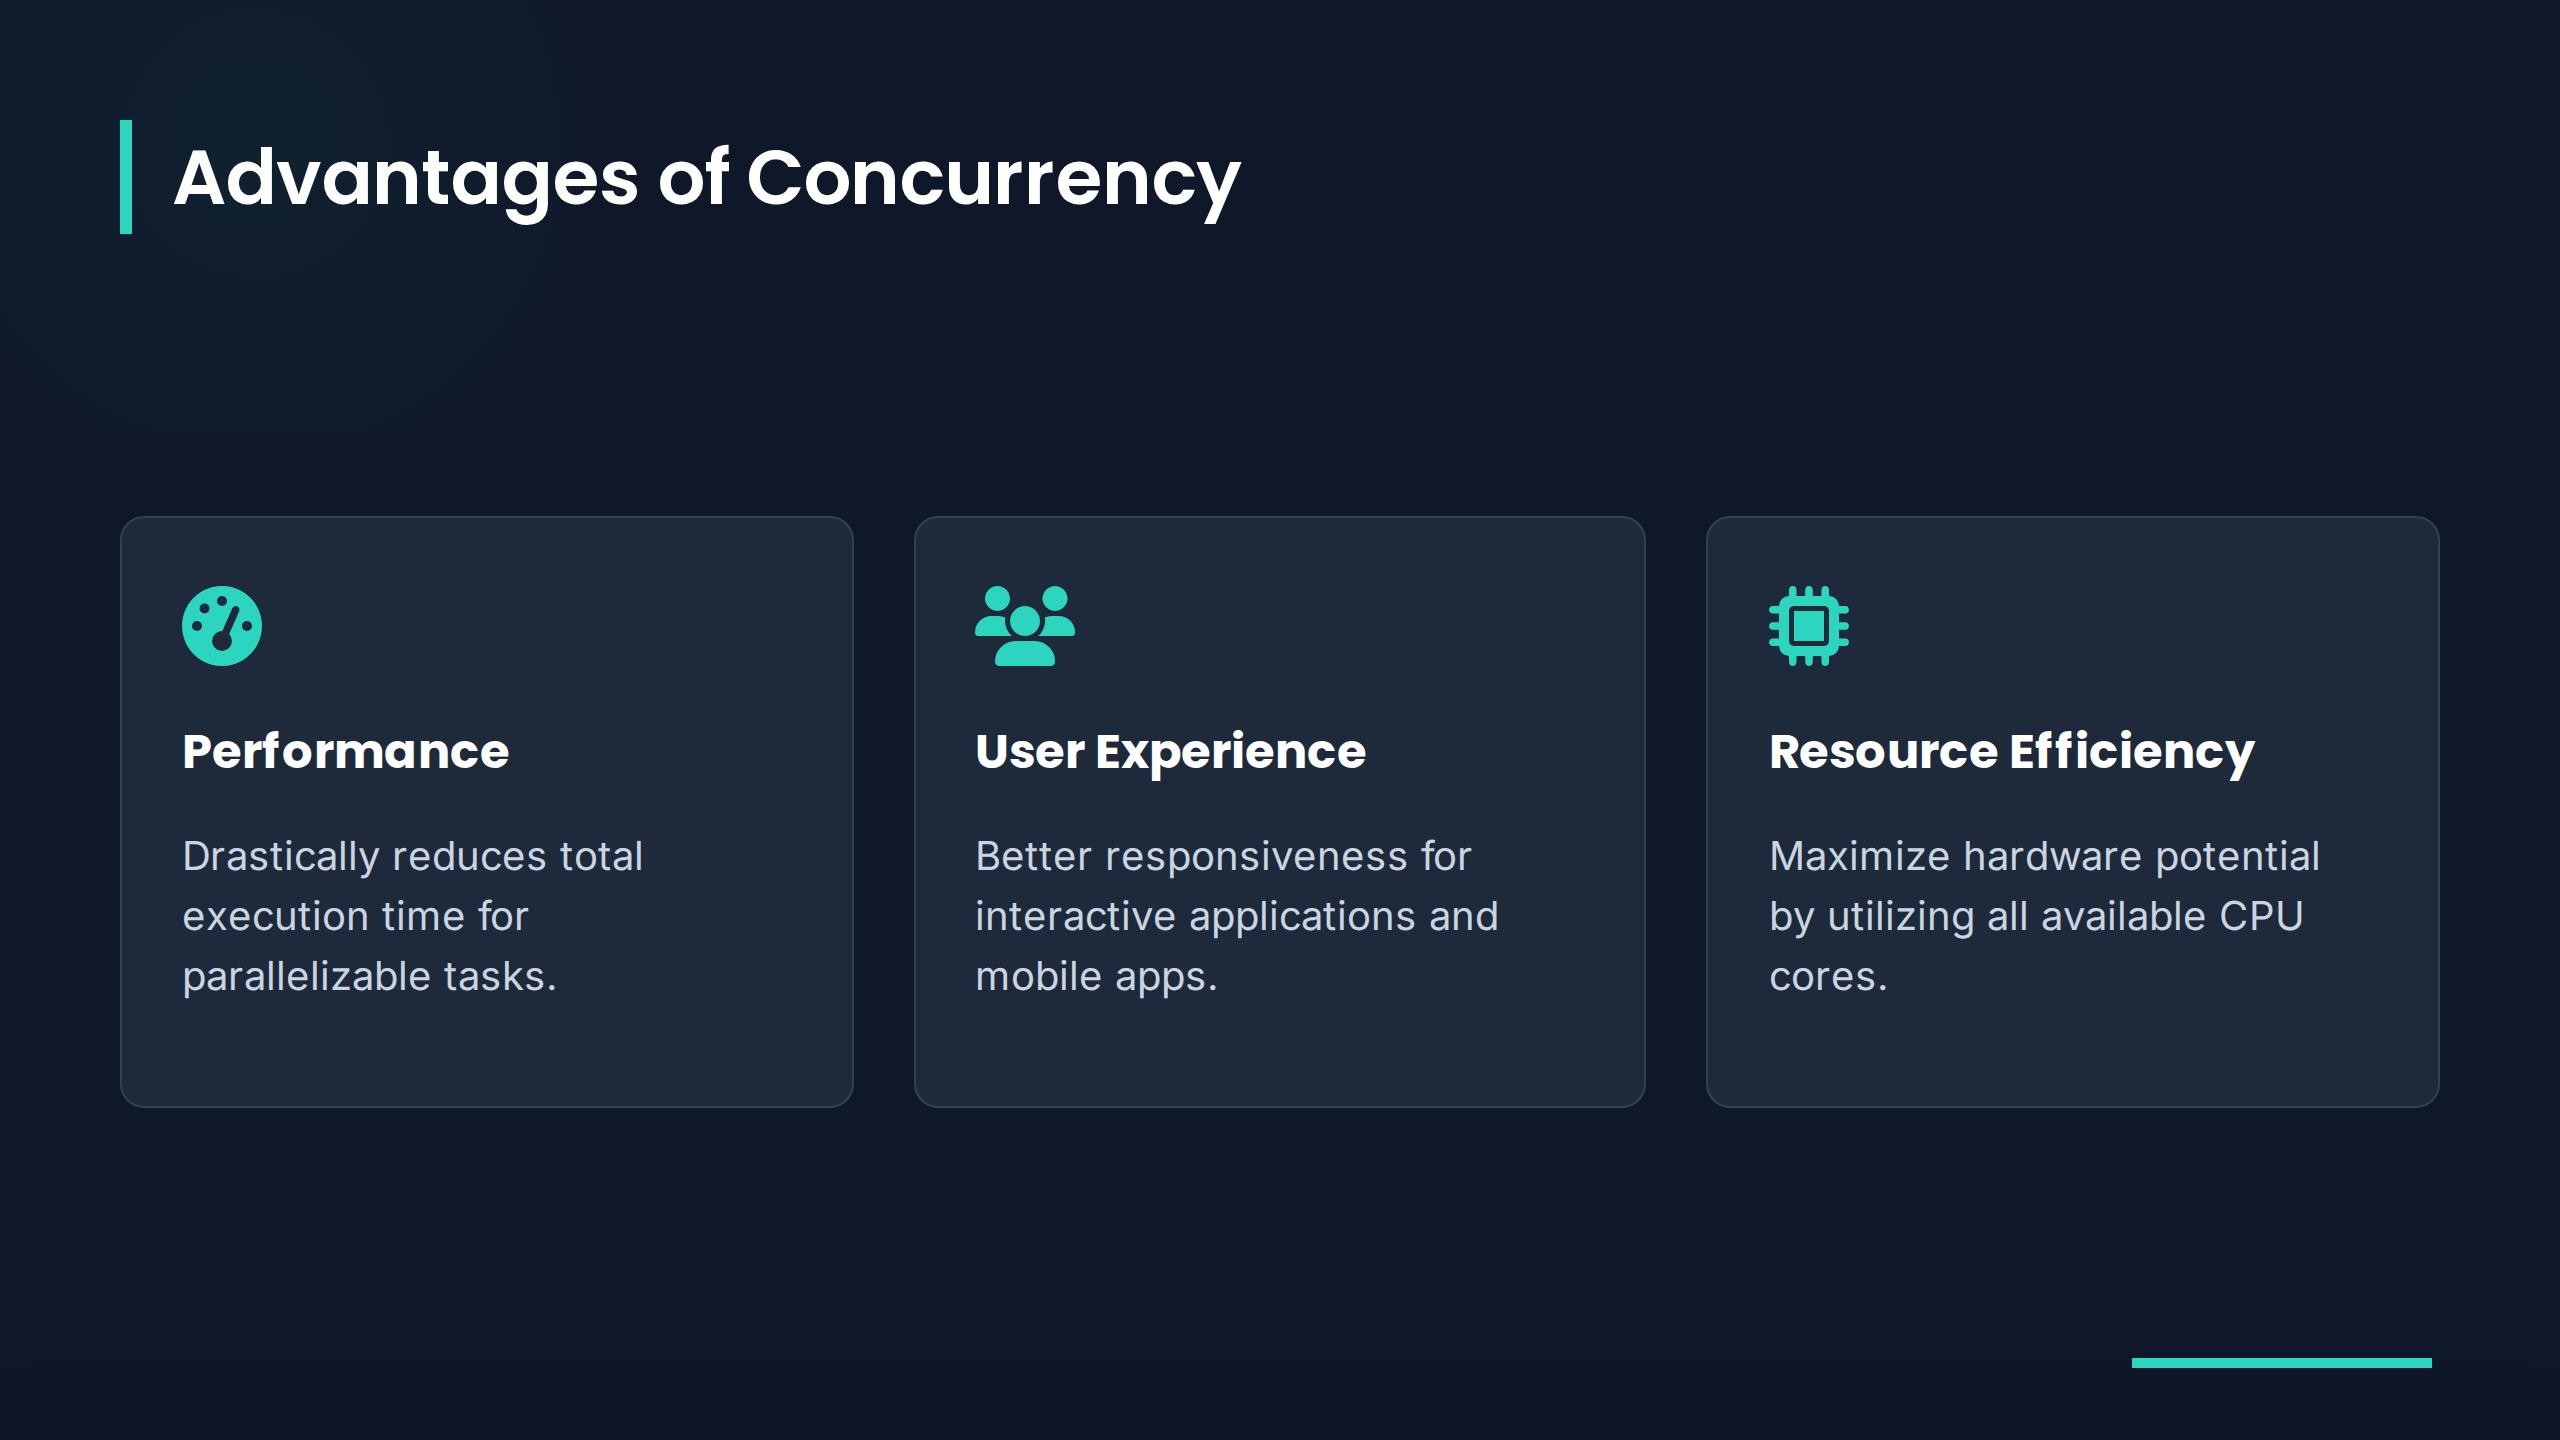 Advantages of Concurrency
Performance
Drastically reduces total
execution time for
parallelizable tasks.
User Experience
Better responsiveness for
interactive applications and
mobile apps.
Resource Efficiency
Maximize hardware potential
by utilizing all available CPU
cores.